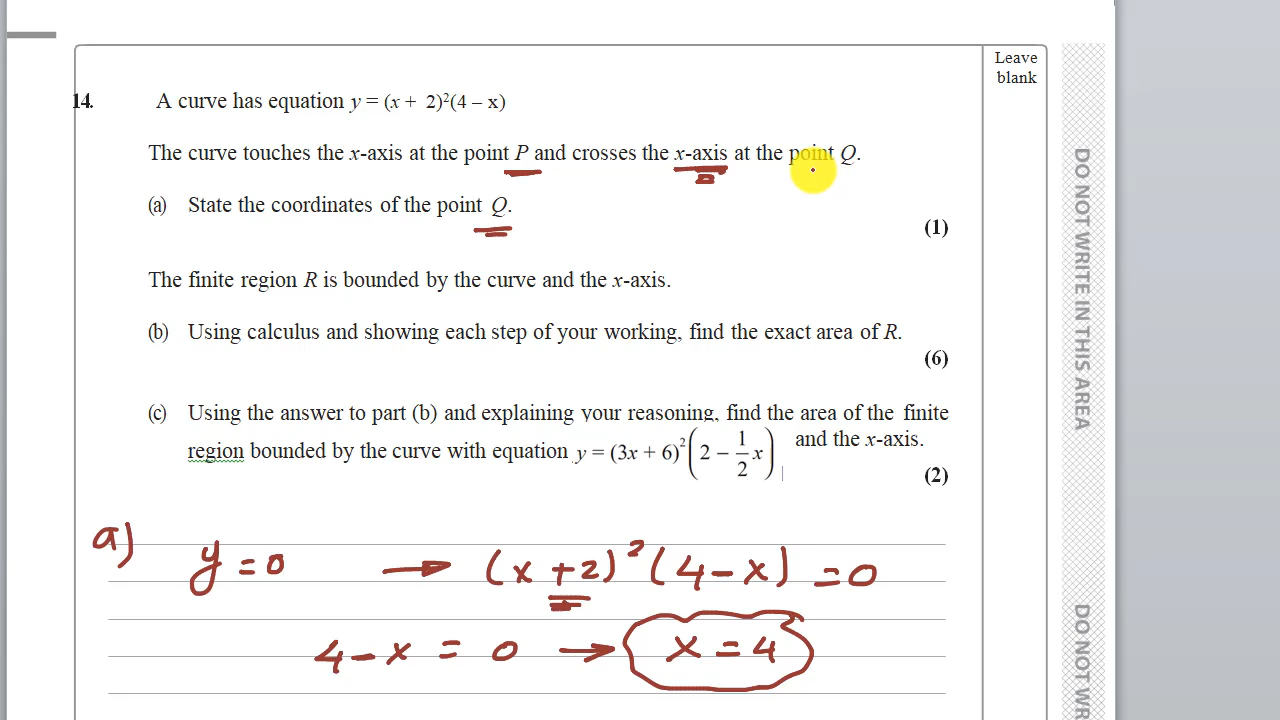 Leave
blank
14. A curve has equation y = (x + 2)²(4 – x)
The curve touches the x-axis at the point P and crosses the x-axis at the point Q.
(a) State the coordinates of the point Q.
(1)
The finite region R is bounded by the curve and the x-axis.
(b) Using calculus and showing each step of your working, find the exact area of R.
(6)
(c) Using the answer to part (b) and explaining your reasoning, find the area of the finite
region bounded by the curve with equation y = (3x + 6)²(2 − 1/2 x) and the x-axis.
(2)
a) y = 0 → (x + 2)²(4 – x) = 0
4 – x = 0 → x = 4
DO NOT WRITE IN THIS AREA
DO NOT WR